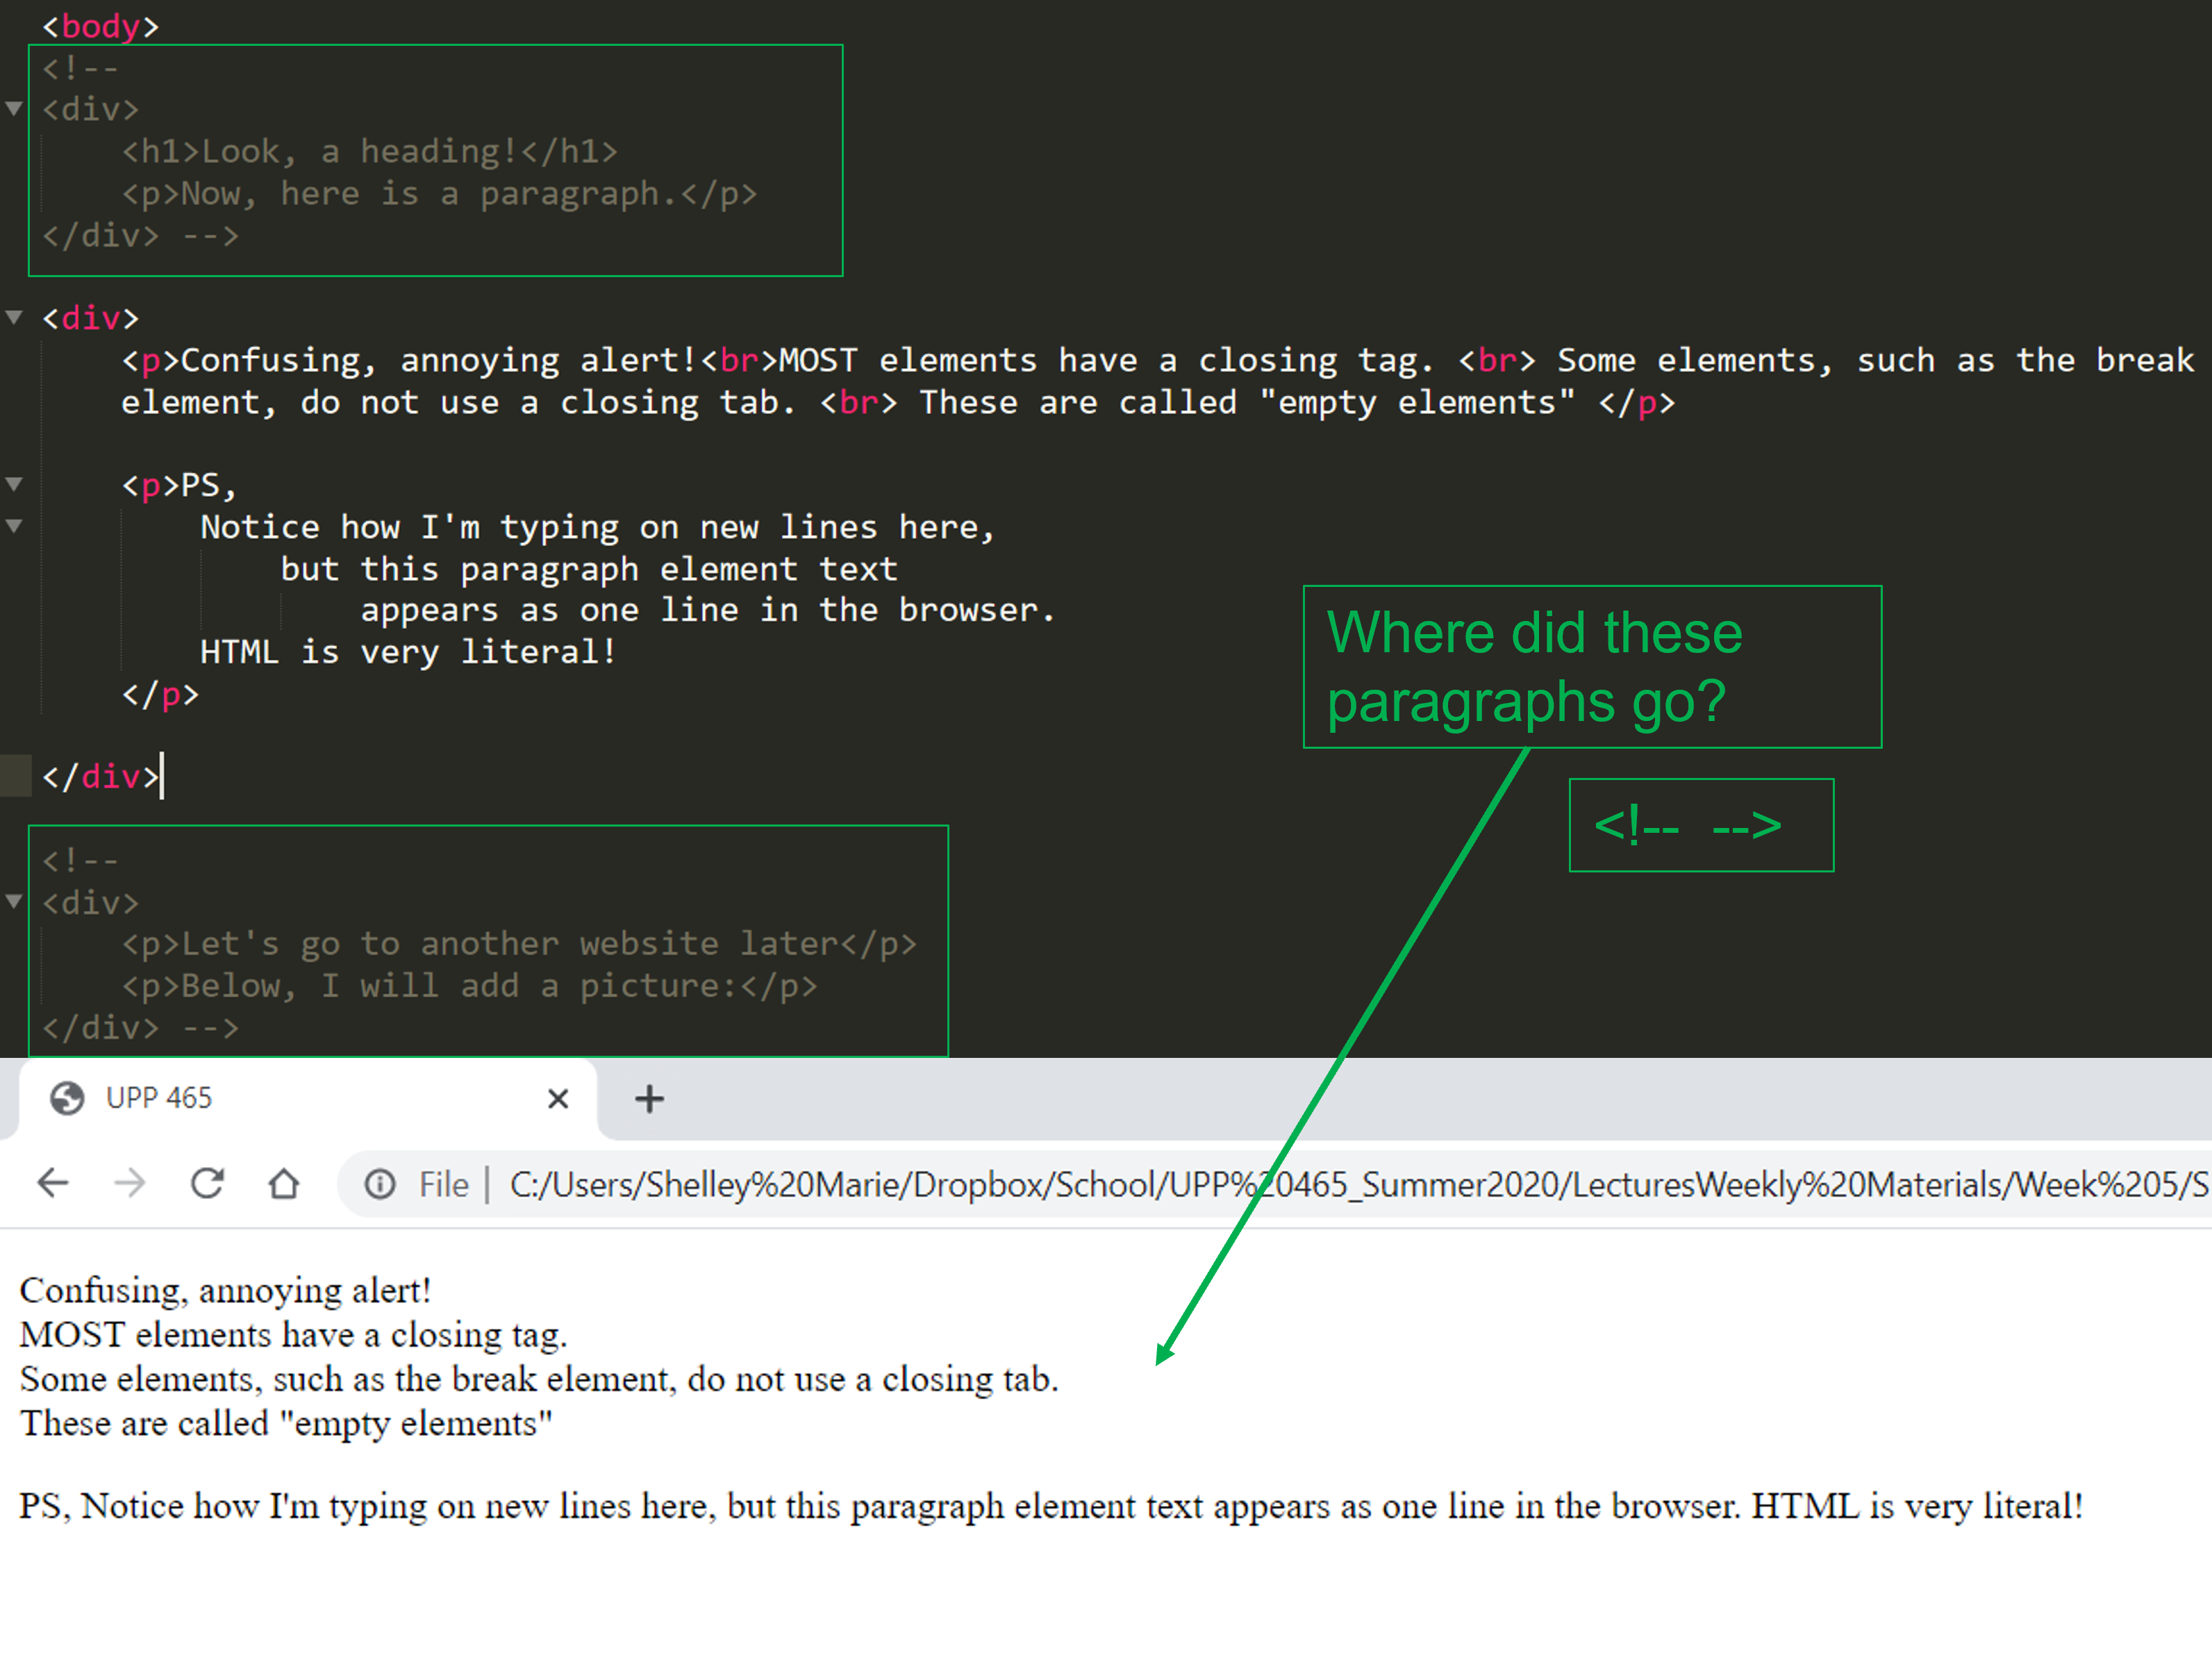 <body>
<!--
<div>
<h1>Look, a heading!</h1>
<p>Now, here is a paragraph.</p>
</div> -->
<div>
<p>Confusing, annoying alert!<br>MOST elements have a closing tag. <br> Some elements, such as the break
element, do not use a closing tab. <br> These are called "empty elements" </p>
<p>PS,
Notice how I'm typing on new lines here,
but this paragraph element text
appears as one line in the browser.
HTML is very literal!
</p>
</div>
Where did these
paragraphs go?
<!-- -->
<!--
<div>
<p>Let's go to another website later</p>
<p>Below, I will add a picture:</p>
</div> -->
UPP 465
File | C:/Users/Shelley%20Marie/Dropbox/School/UPP%20465_Summer2020/LecturesWeekly%20Materials/Week%205/S
Confusing, annoying alert!
MOST elements have a closing tag.
Some elements, such as the break element, do not use a closing tab.
These are called "empty elements"
PS, Notice how I'm typing on new lines here, but this paragraph element text appears as one line in the browser. HTML is very literal!